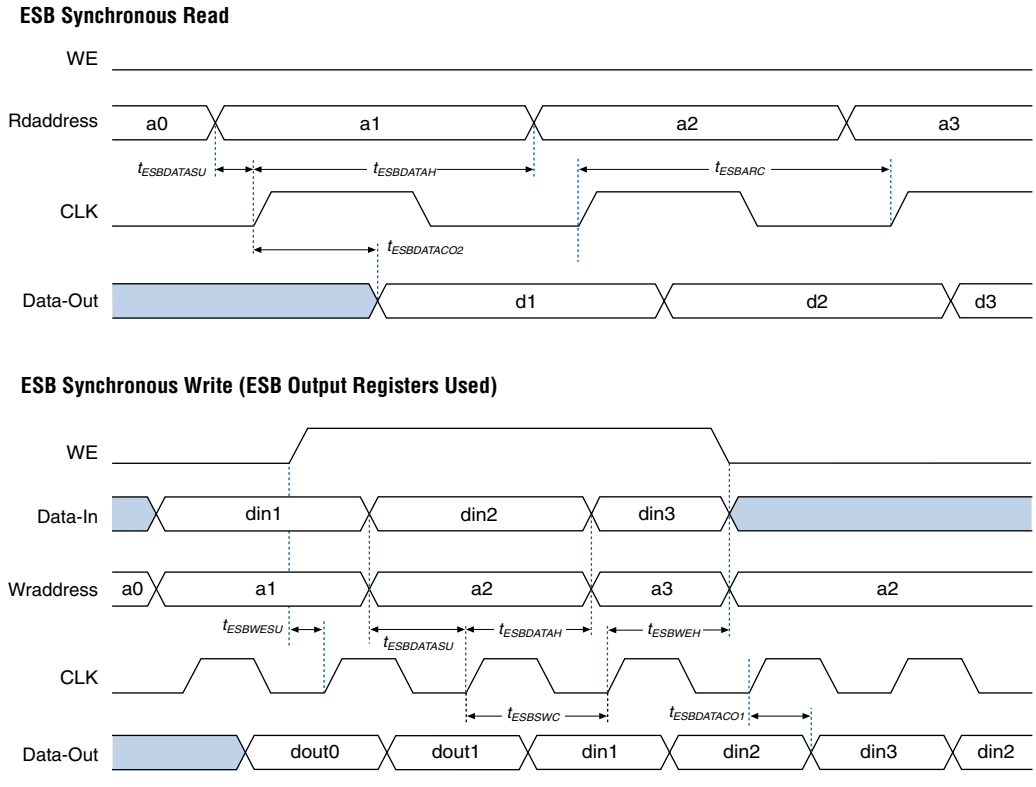 ESB Synchronous Read
WE
Rdaddress a0 a1 a2 a3
tESBDATASU tESBDATAH tESBARC
CLK
tESBDATACO2
Data-Out d1 d2 d3
ESB Synchronous Write (ESB Output Registers Used)
WE
Data-In din1 din2 din3
Wraddress a0 a1 a2 a3 a2
tESBWESU tESBDATASU tESBDATAH tESBWEH
CLK
tESBSWC tESBDATACO1
Data-Out dout0 dout1 din1 din2 din3 din2